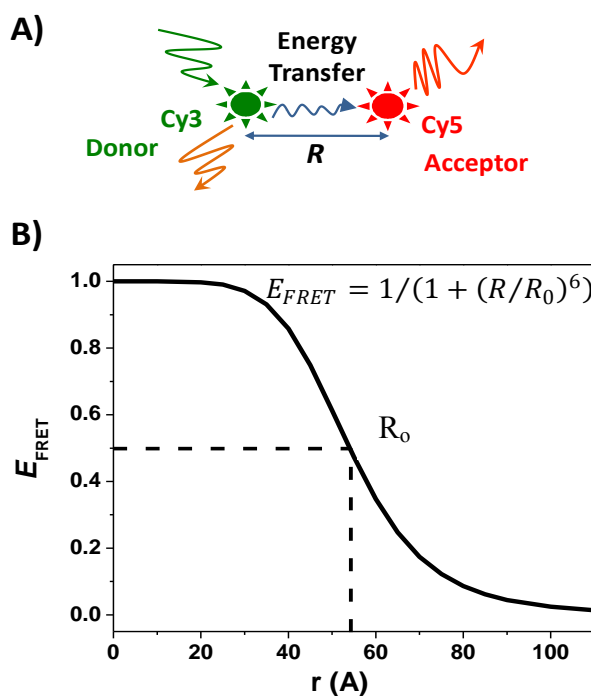 A)
Energy
Transfer
Cy3
Cy5
Donor
R
Acceptor
B)
E_FRET = 1/(1 + (R/R_0)^6)
1.0
0.8
0.6
0.4
0.2
0.0
E_FRET
R_o
0 20 40 60 80 100
r (A)